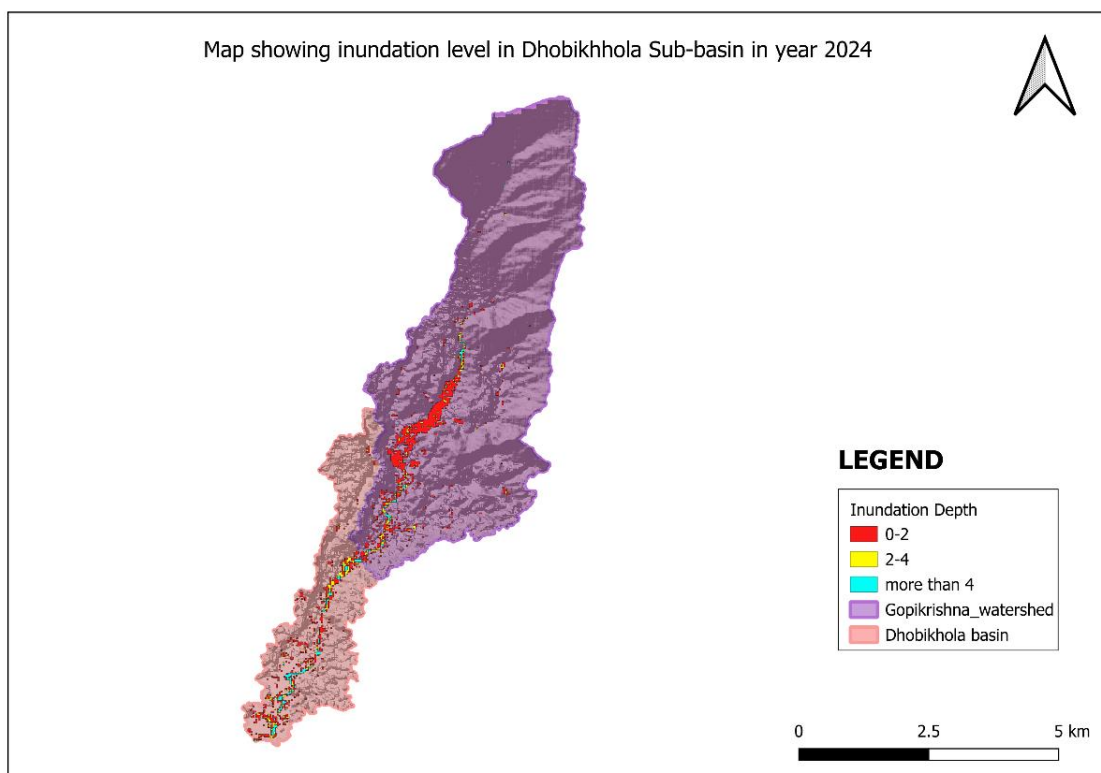 Map showing inundation level in Dhobikhhola Sub-basin in year 2024
LEGEND
Inundation Depth
0-2
2-4
more than 4
Gopikrishna_watershed
Dhobikhola basin
0 2.5 5 km